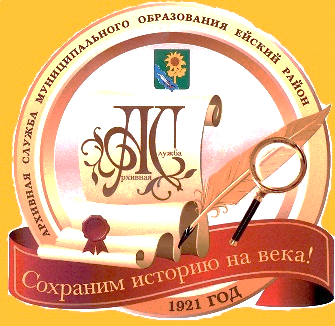 АРХИВНАЯ СЛУЖБА МУНИЦИПАЛЬНОГО ОБРАЗОВАНИЯ ЕЙСКИЙ РАЙОН
Архивная Служба
Сохраним историю на века!
1921 ГОД